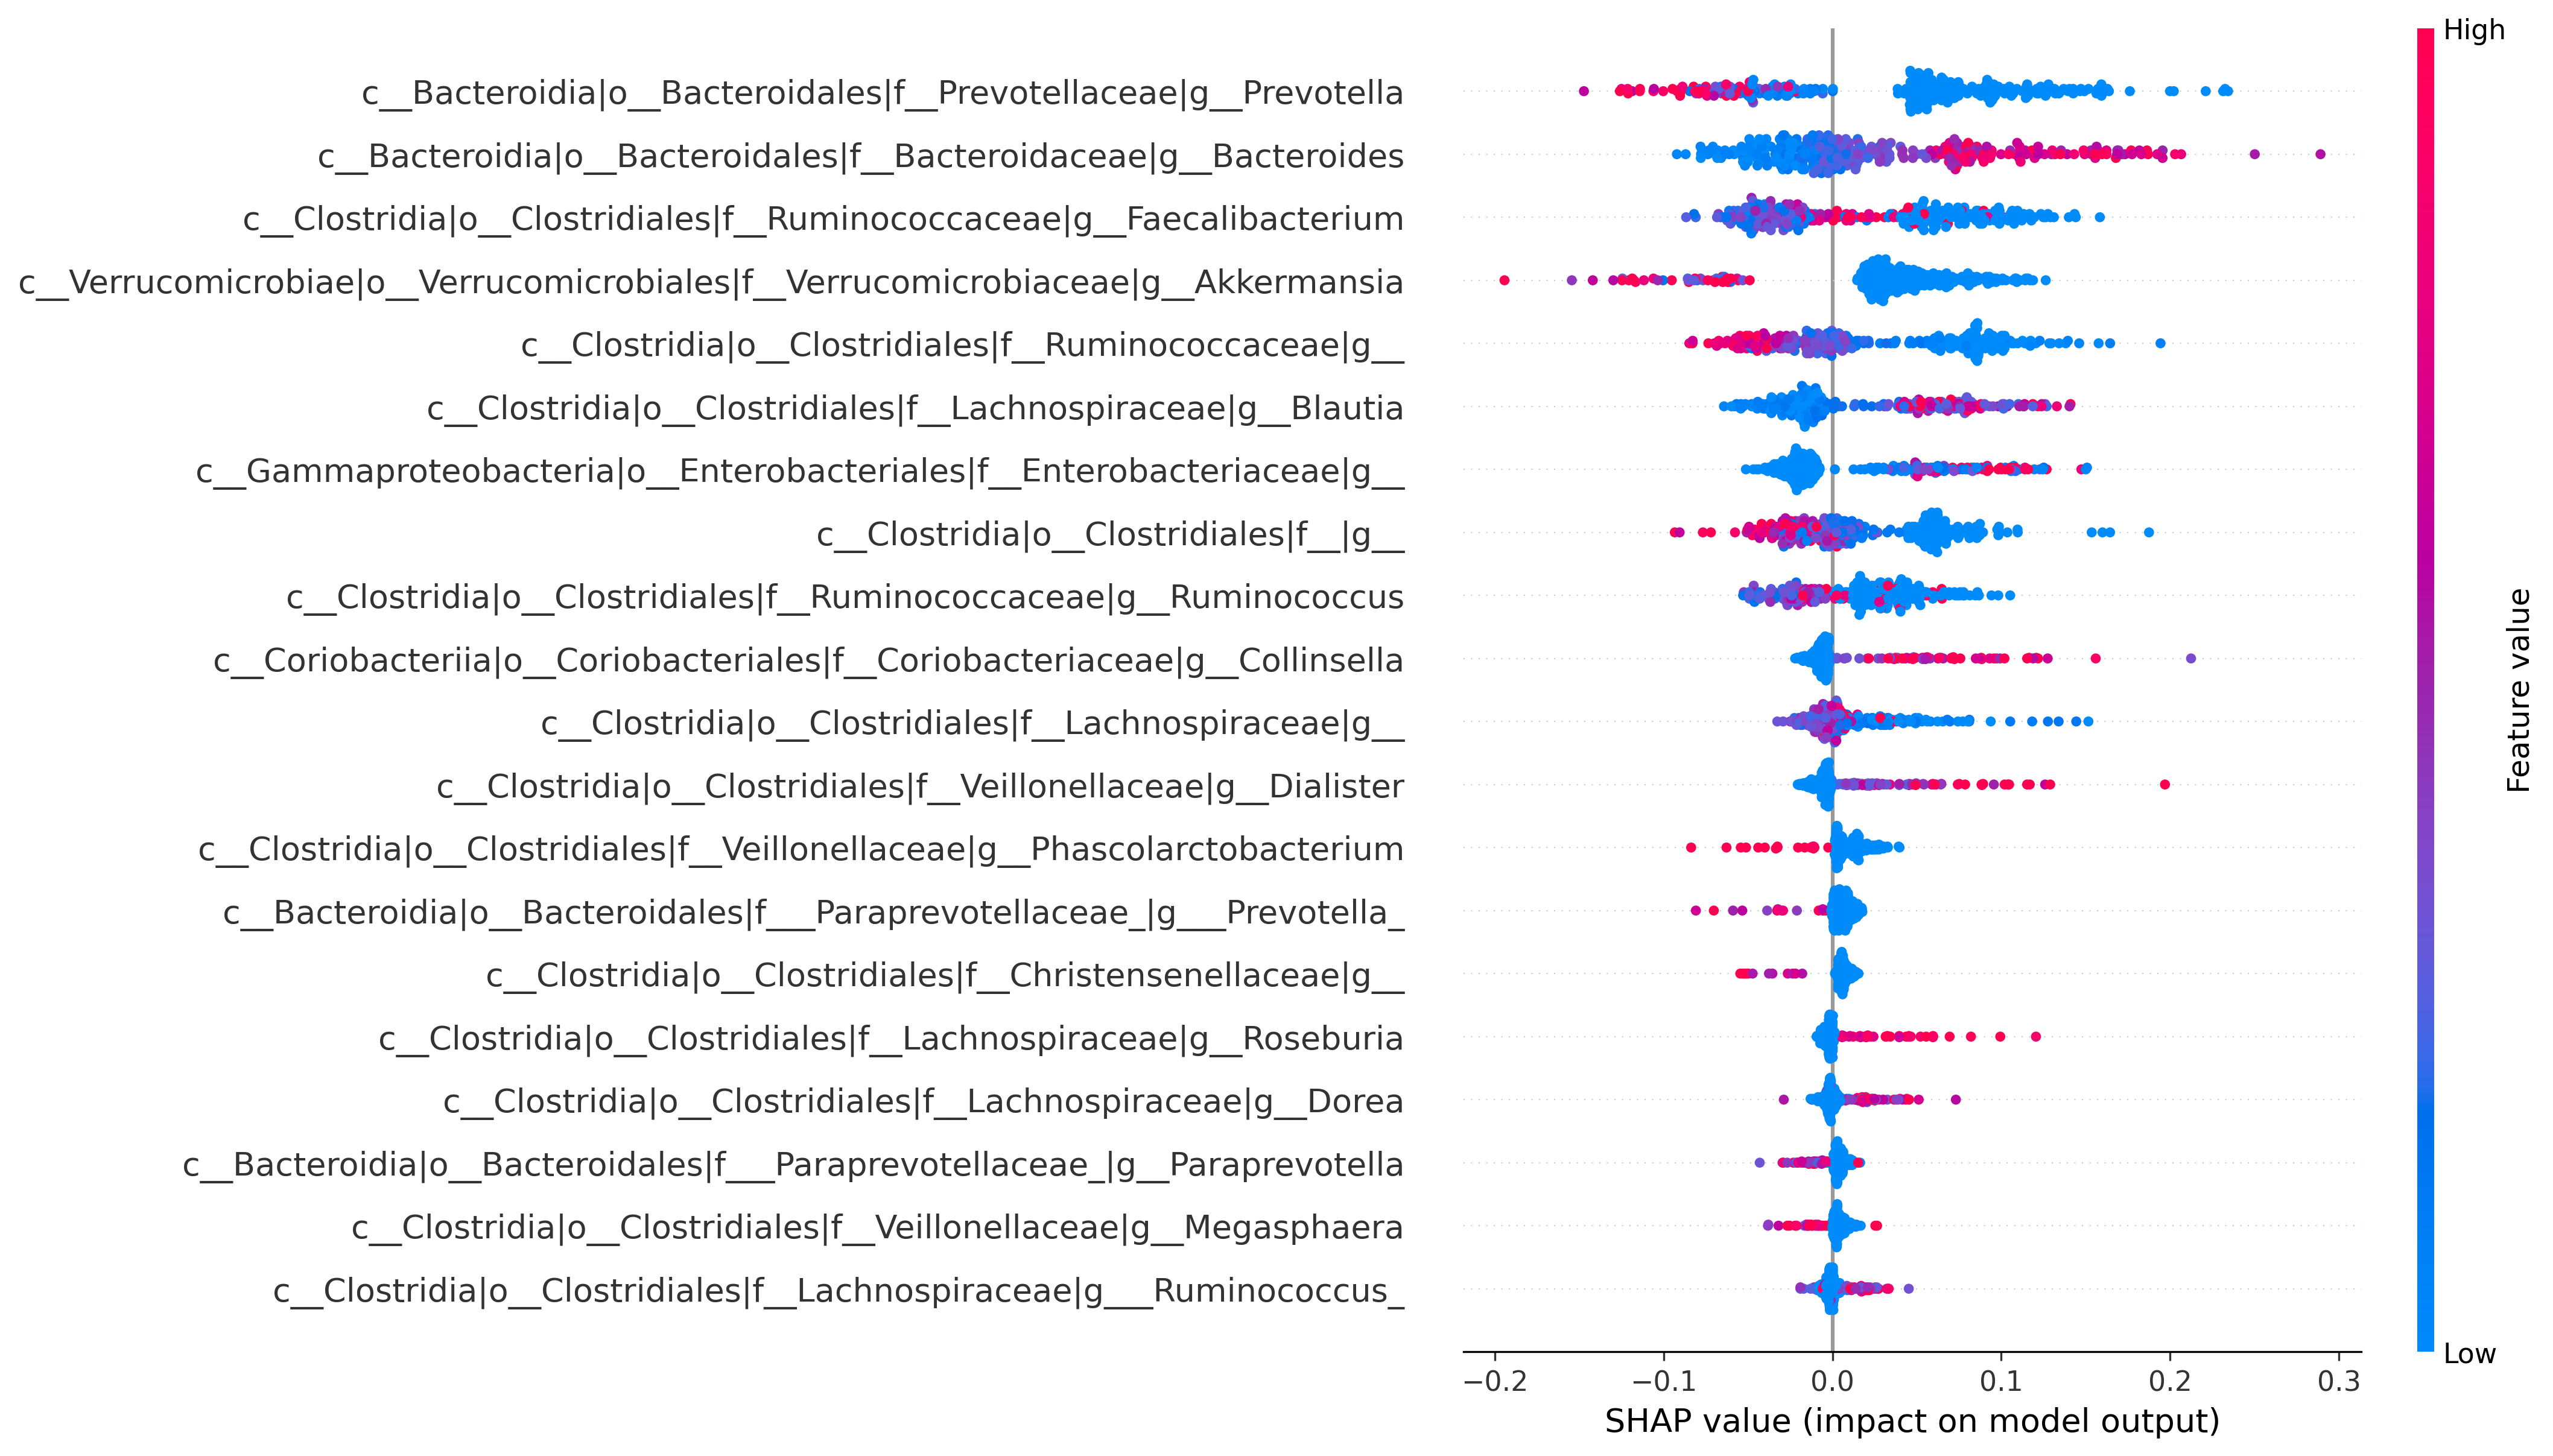 High
c__Bacteroidia|o__Bacteroidales|f__Prevotellaceae|g__Prevotella
c__Bacteroidia|o__Bacteroidales|f__Bacteroidaceae|g__Bacteroides
c__Clostridia|o__Clostridiales|f__Ruminococcaceae|g__Faecalibacterium
c__Verrucomicrobiae|o__Verrucomicrobiales|f__Verrucomicrobiaceae|g__Akkermansia
c__Clostridia|o__Clostridiales|f__Ruminococcaceae|g__
c__Clostridia|o__Clostridiales|f__Lachnospiraceae|g__Blautia
c__Gammaproteobacteria|o__Enterobacteriales|f__Enterobacteriaceae|g__
c__Clostridia|o__Clostridiales|f__|g__
c__Clostridia|o__Clostridiales|f__Ruminococcaceae|g__Ruminococcus
c__Coriobacteriia|o__Coriobacteriales|f__Coriobacteriaceae|g__Collinsella
c__Clostridia|o__Clostridiales|f__Lachnospiraceae|g__
c__Clostridia|o__Clostridiales|f__Veillonellaceae|g__Dialister
c__Clostridia|o__Clostridiales|f__Veillonellaceae|g__Phascolarctobacterium
c__Bacteroidia|o__Bacteroidales|f___Paraprevotellaceae_|g___Prevotella_
c__Clostridia|o__Clostridiales|f__Christensenellaceae|g__
c__Clostridia|o__Clostridiales|f__Lachnospiraceae|g__Roseburia
c__Clostridia|o__Clostridiales|f__Lachnospiraceae|g__Dorea
c__Bacteroidia|o__Bacteroidales|f___Paraprevotellaceae_|g__Paraprevotella
c__Clostridia|o__Clostridiales|f__Veillonellaceae|g__Megasphaera
c__Clostridia|o__Clostridiales|f__Lachnospiraceae|g___Ruminococcus_
Feature value
Low
−0.2 −0.1 0.0 0.1 0.2 0.3
SHAP value (impact on model output)